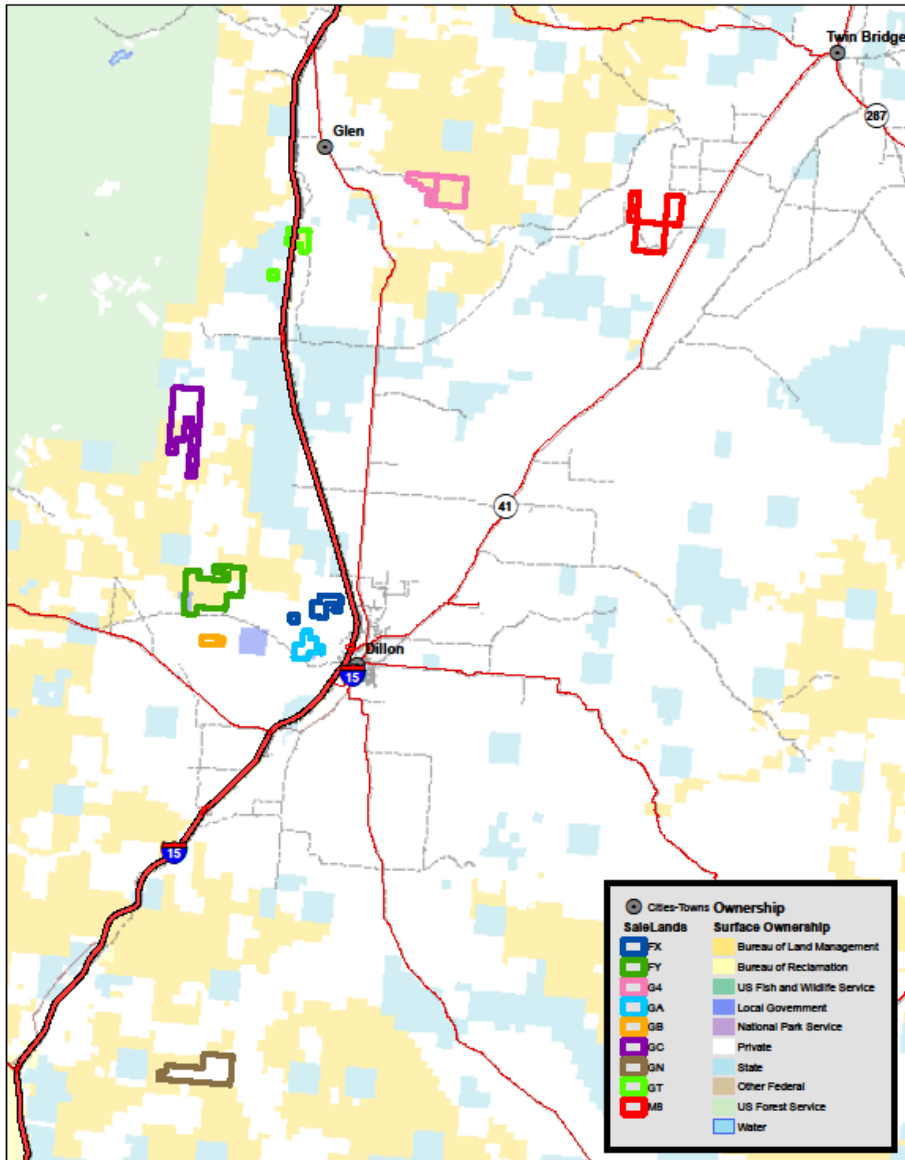 Twin Bridge
287
Glen
41
Dillon
15
15
Cities-Towns Ownership
SaleLands Surface Ownership
FX Bureau of Land Management
FY Bureau of Reclamation
G4 US Fish and Wildlife Service
GA Local Government
GB National Park Service
GC Private
GN State
GT Other Federal
M8 US Forest Service
Water